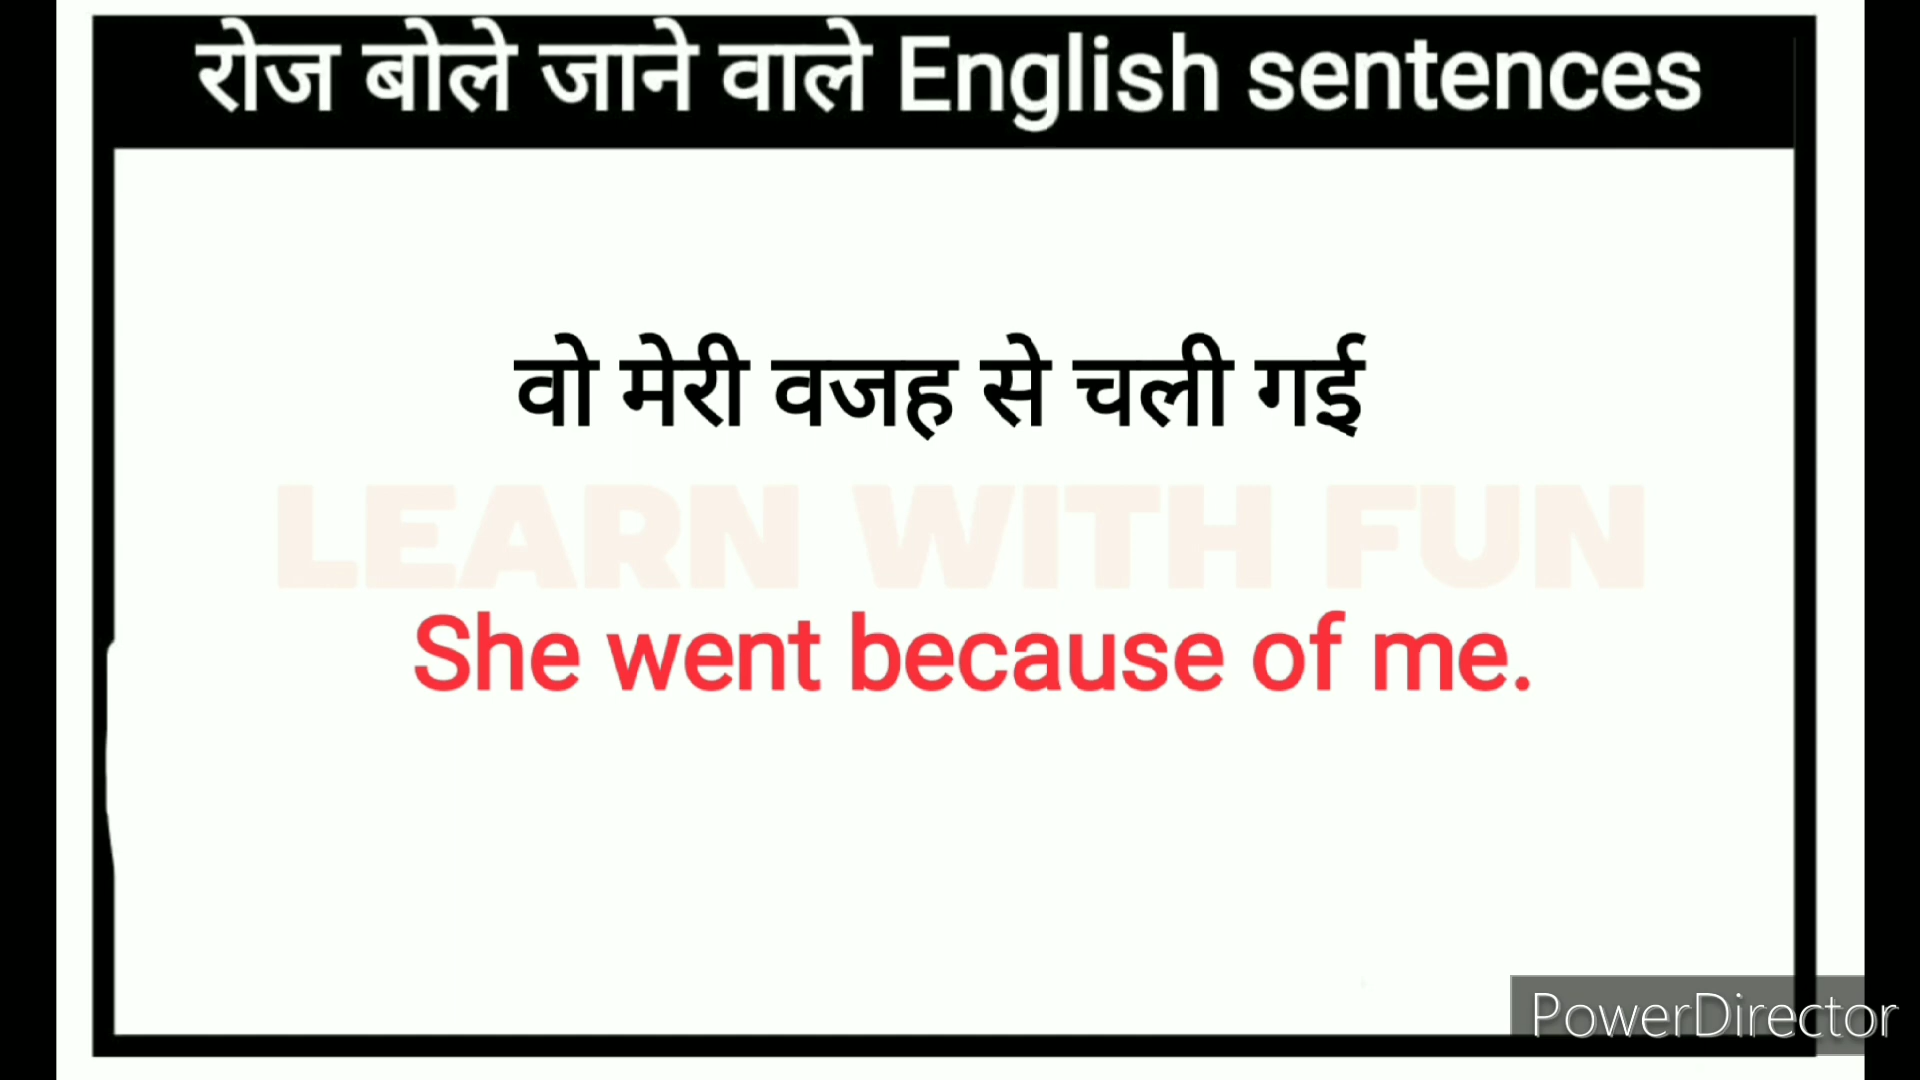 रोज बोले जाने वाले English sentences
वो मेरी वजह से चली गई
LEARN WITH FUN
She went because of me.
PowerDirector